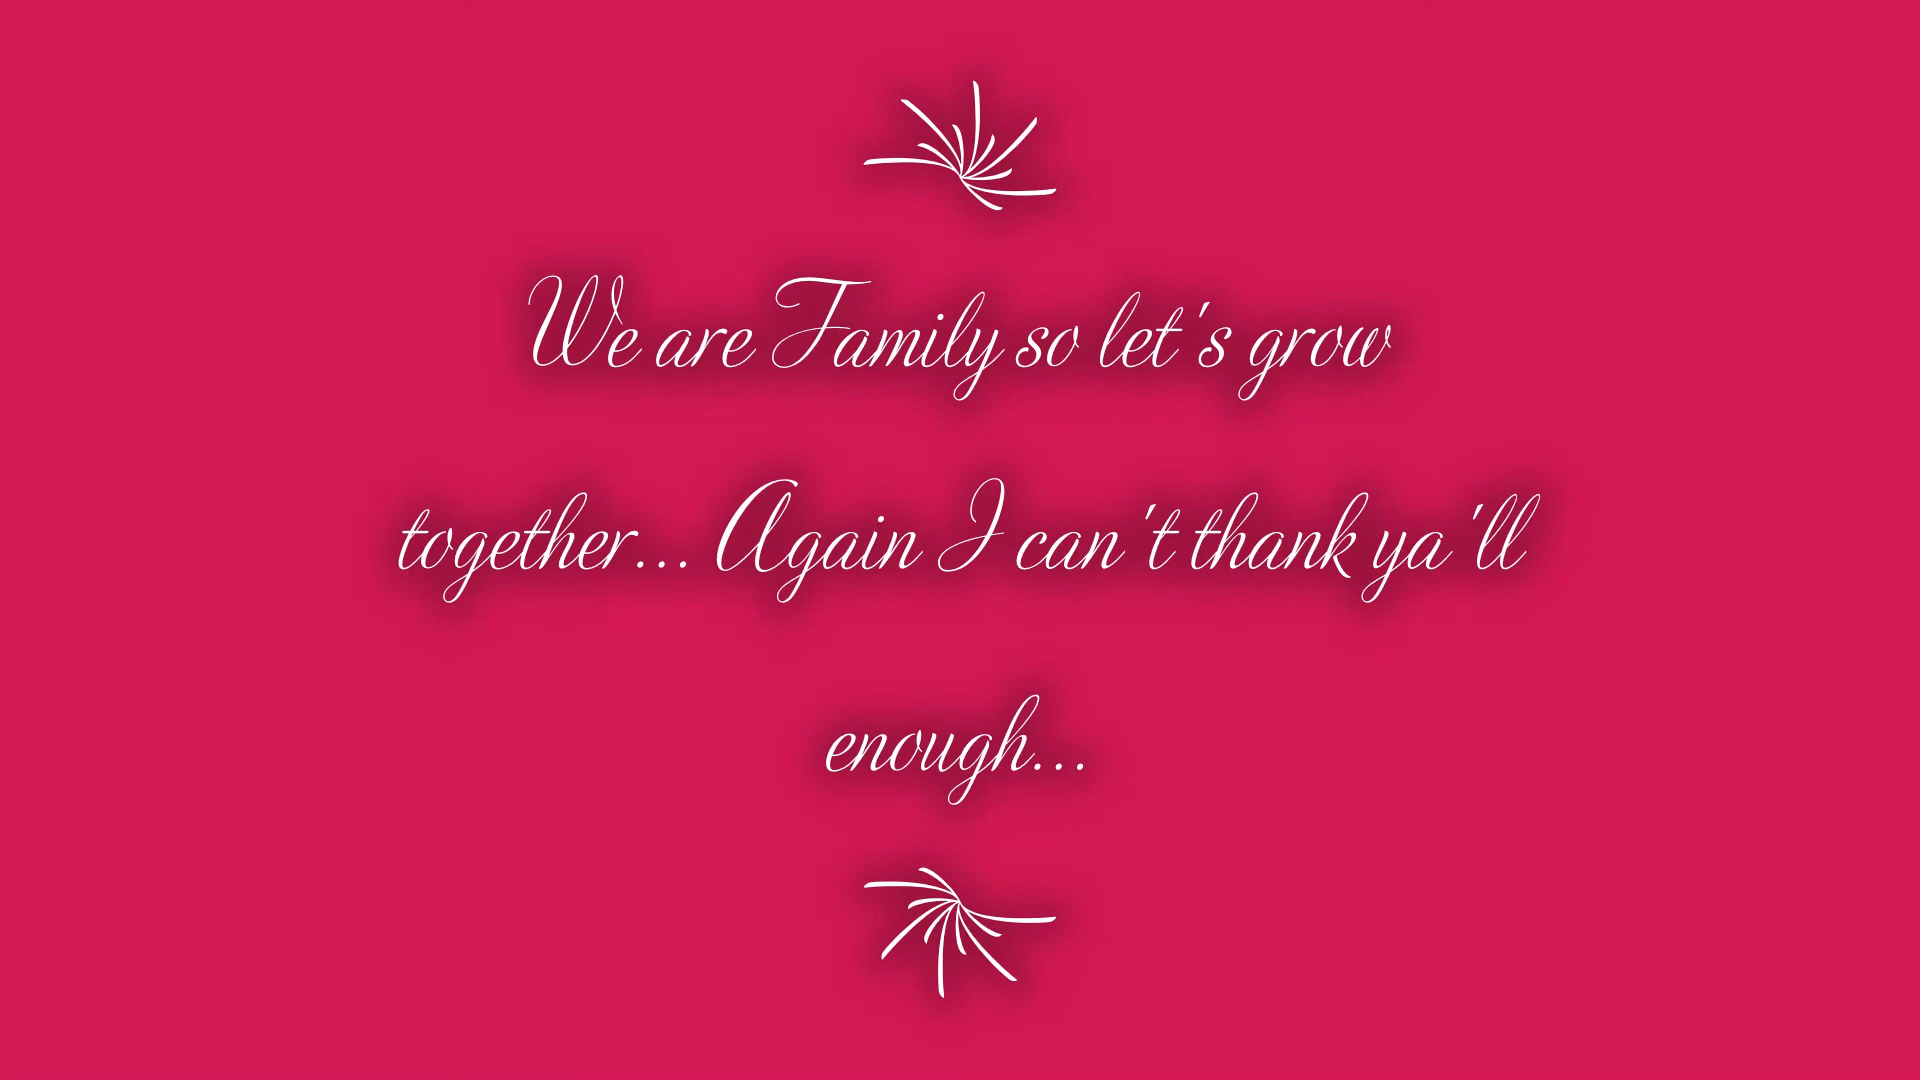 We are Family so let's grow
together... Again I can't thank ya'll
enough...